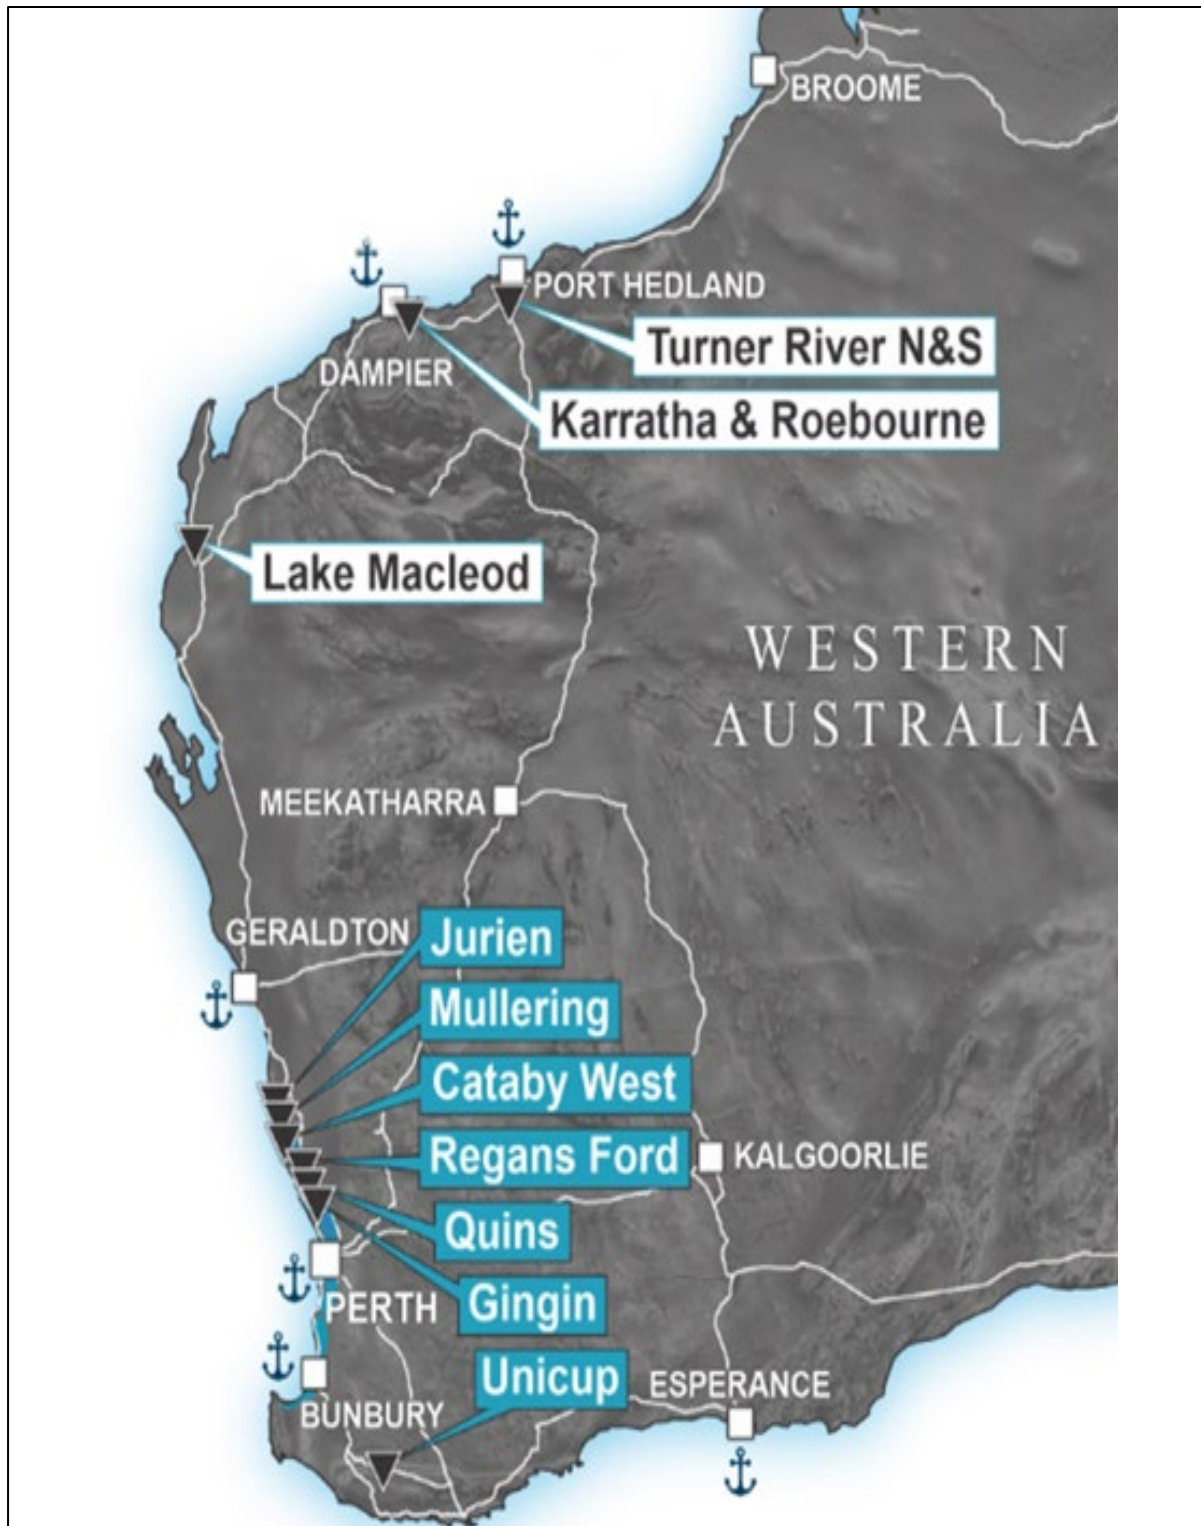 BROOME
PORT HEDLAND
Turner River N&S
DAMPIER
Karratha & Roebourne
Lake Macleod
WESTERN
AUSTRALIA
MEEKATHARRA
GERALDTON
Jurien
Mullering
Cataby West
Regans Ford
KALGOORLIE
Quins
Gingin
PERTH
Unicup
ESPERANCE
BUNBURY